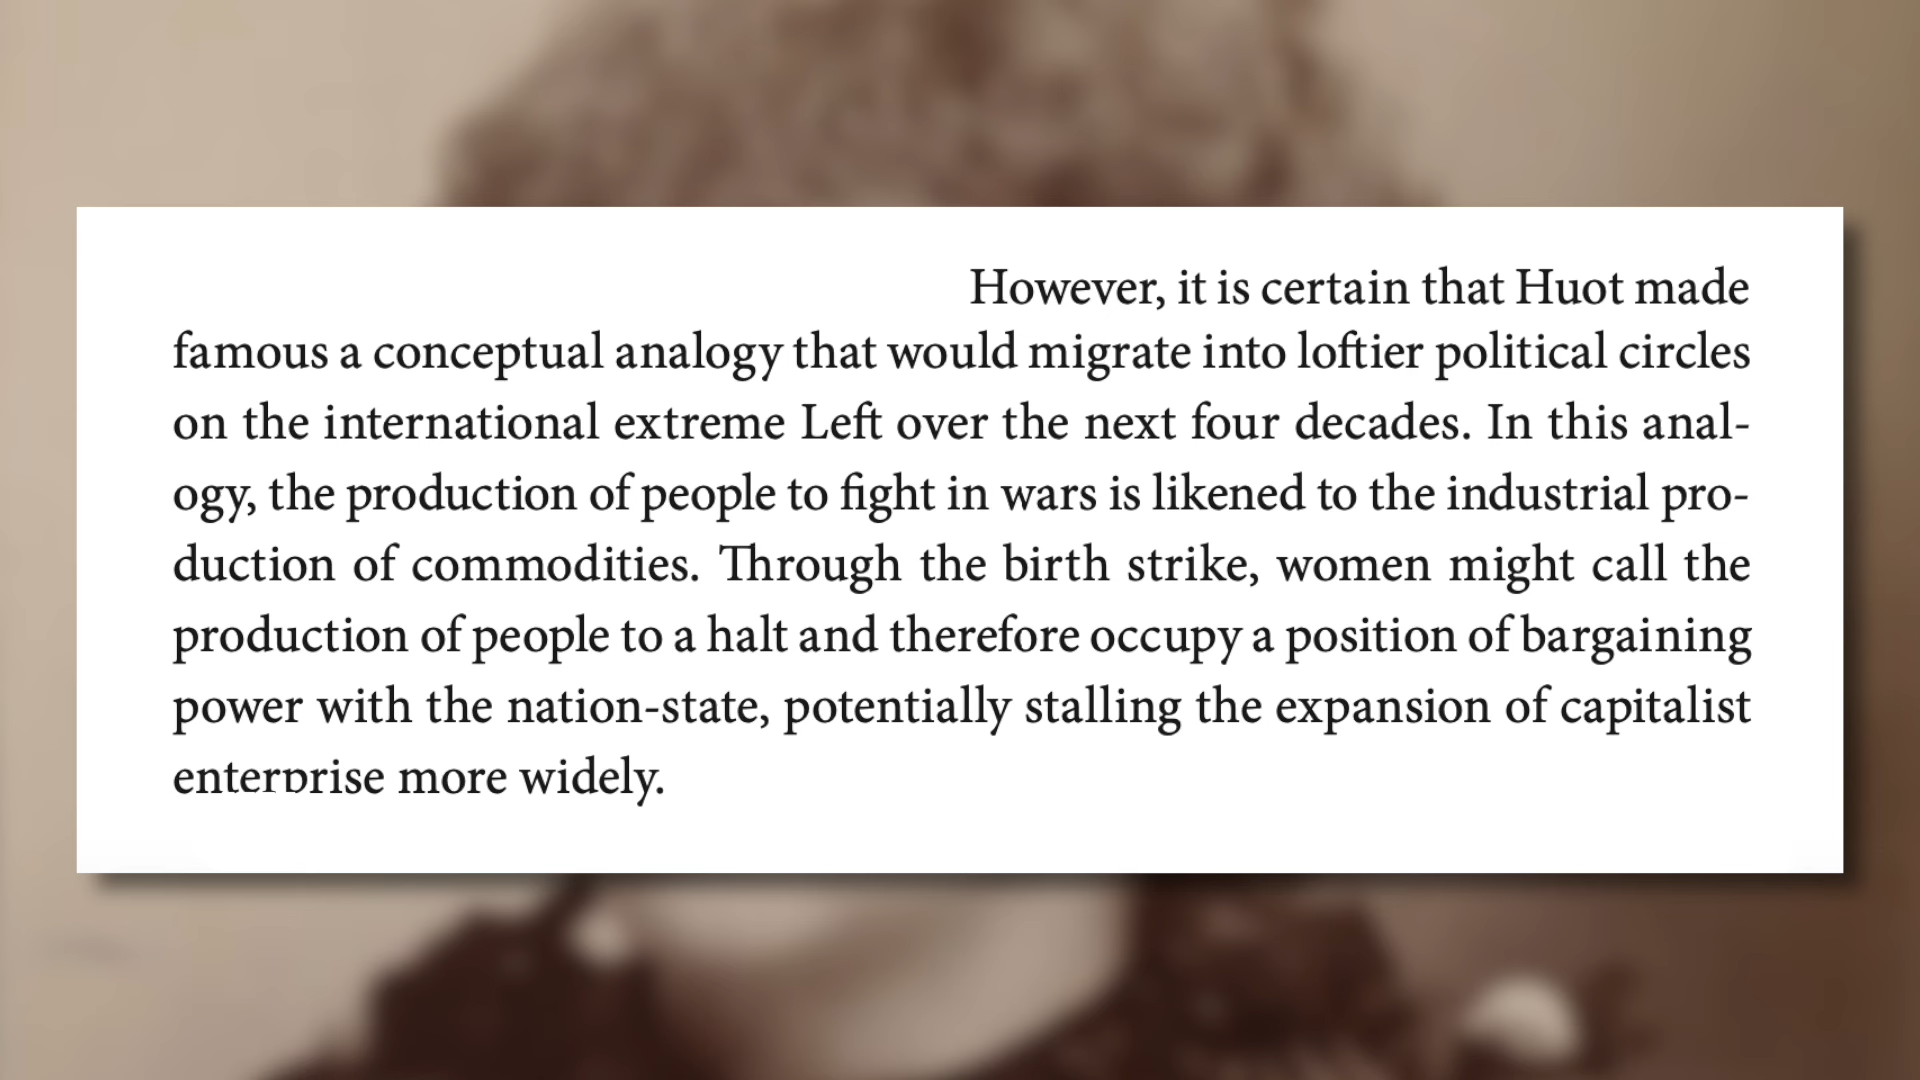 However, it is certain that Huot made
famous a conceptual analogy that would migrate into loftier political circles
on the international extreme Left over the next four decades. In this anal-
ogy, the production of people to fight in wars is likened to the industrial pro-
duction of commodities. Through the birth strike, women might call the
production of people to a halt and therefore occupy a position of bargaining
power with the nation-state, potentially stalling the expansion of capitalist
enterprise more widely.